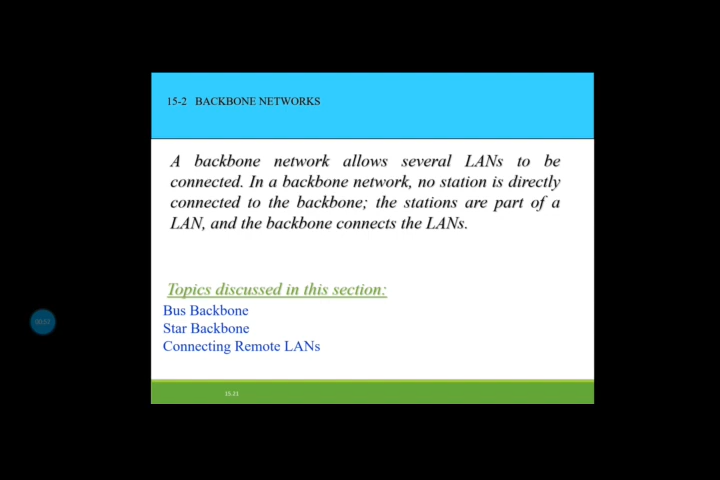 15-2 BACKBONE NETWORKS
A backbone network allows several LANs to be
connected. In a backbone network, no station is directly
connected to the backbone; the stations are part of a
LAN, and the backbone connects the LANs.
Topics discussed in this section:
Bus Backbone
Star Backbone
Connecting Remote LANs
15.21